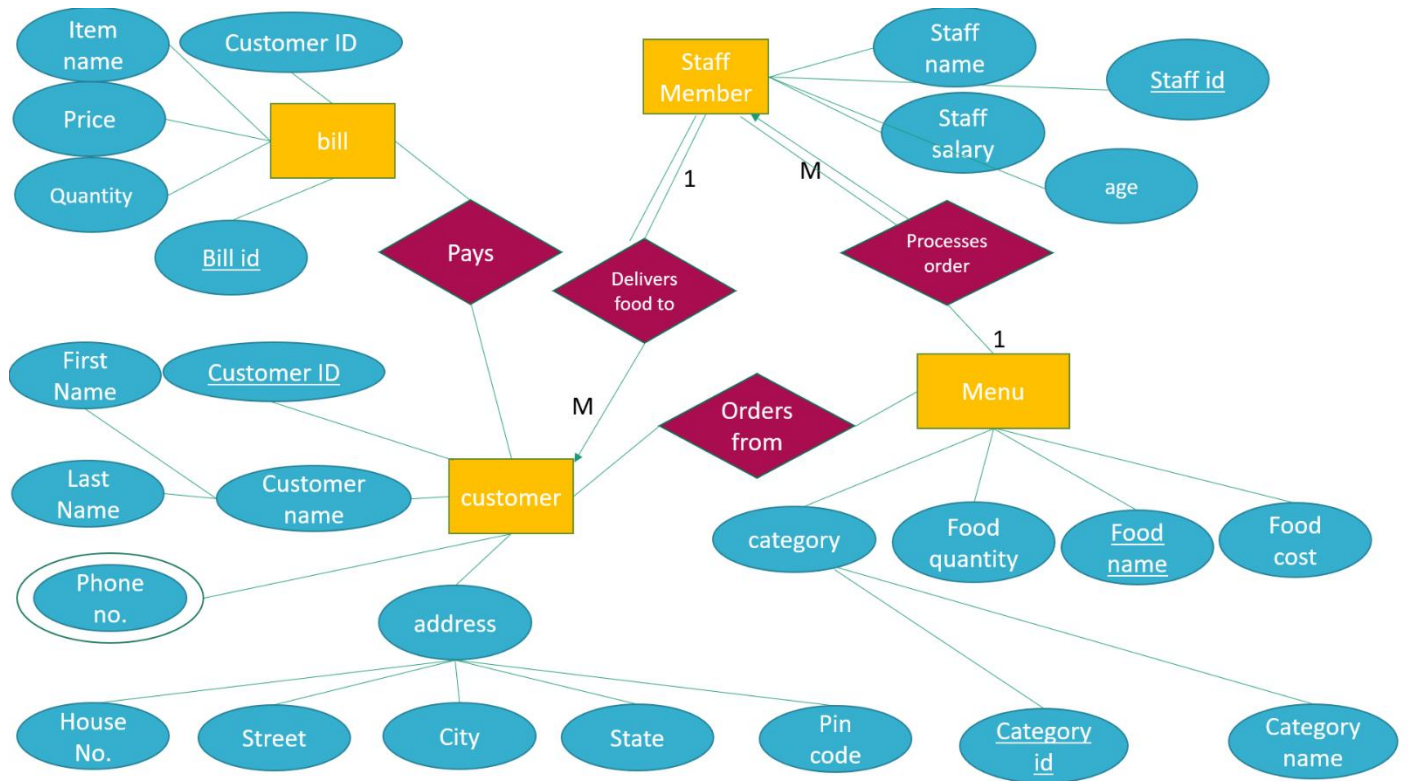 Item
name
Customer ID
Price
bill
Quantity
Bill id
Pays
Staff
Member
Staff
name
Staff id
Staff
salary
age
1
M
Delivers
food to
Processes
order
M
1
First
Name
Customer ID
Last
Name
Customer
name
customer
Orders
from
Menu
Phone
no.
address
category
Food
quantity
Food
name
Food
cost
House
No.
Street
City
State
Pin
code
Category
id
Category
name